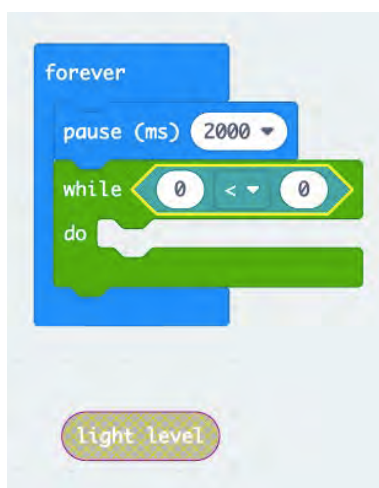 forever
pause (ms) 2000
while 0 < 0
do
light level